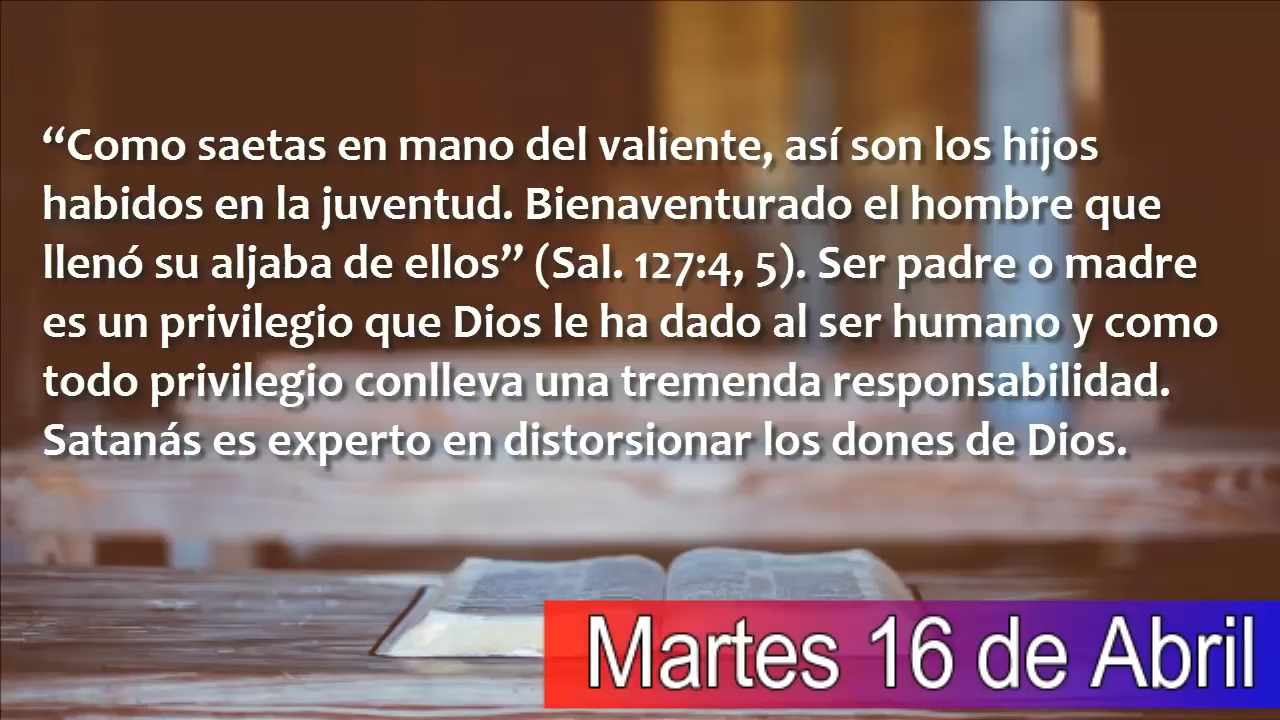 “Como saetas en mano del valiente, así son los hijos
habidos en la juventud. Bienaventurado el hombre que
llenó su aljaba de ellos” (Sal. 127:4, 5). Ser padre o madre
es un privilegio que Dios le ha dado al ser humano y como
todo privilegio conlleva una tremenda responsabilidad.
Satanás es experto en distorsionar los dones de Dios.
Martes 16 de Abril